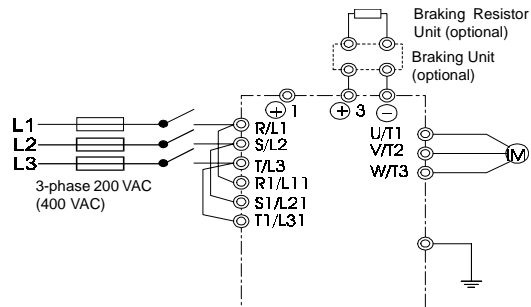 Braking Resistor
Unit (optional)
Braking Unit
(optional)
+ 1
+ 3
−
L1
L2
L3
3-phase 200 VAC
(400 VAC)
R/L1
S/L2
T/L3
R1/L11
S1/L21
T1/L31
U/T1
V/T2
W/T3
IM